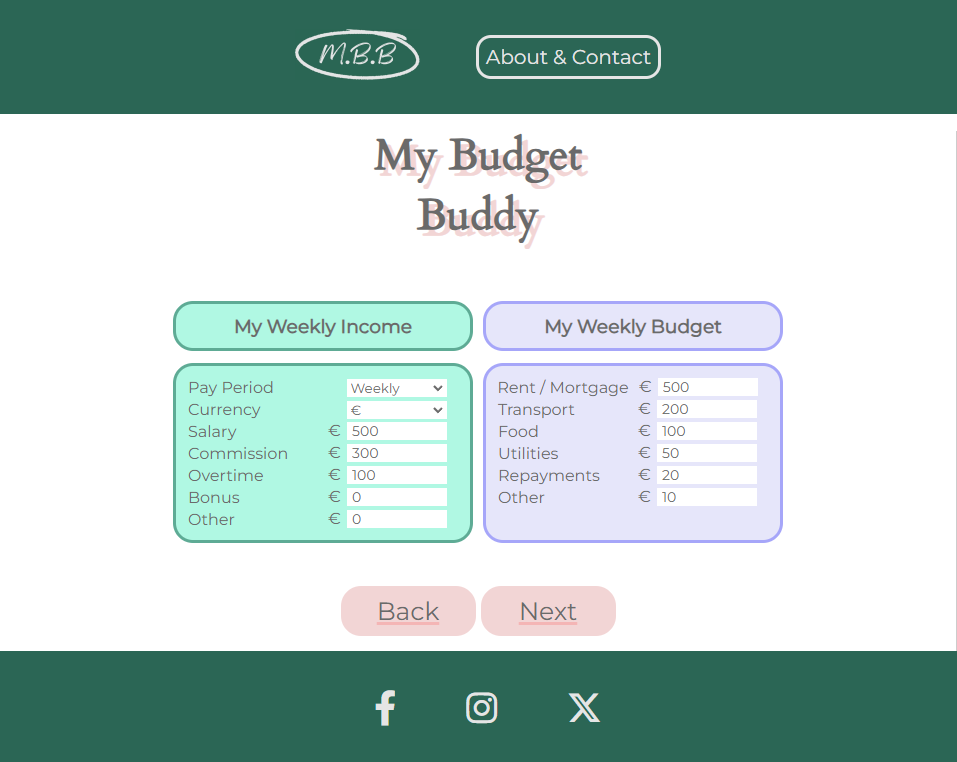 M.B.B
About & Contact
My Budget
Buddy
My Weekly Income
My Weekly Budget
Pay Period Weekly
Currency €
Salary € 500
Commission € 300
Overtime € 100
Bonus € 0
Other € 0
Rent / Mortgage € 500
Transport € 200
Food € 100
Utilities € 50
Repayments € 20
Other € 10
Back
Next